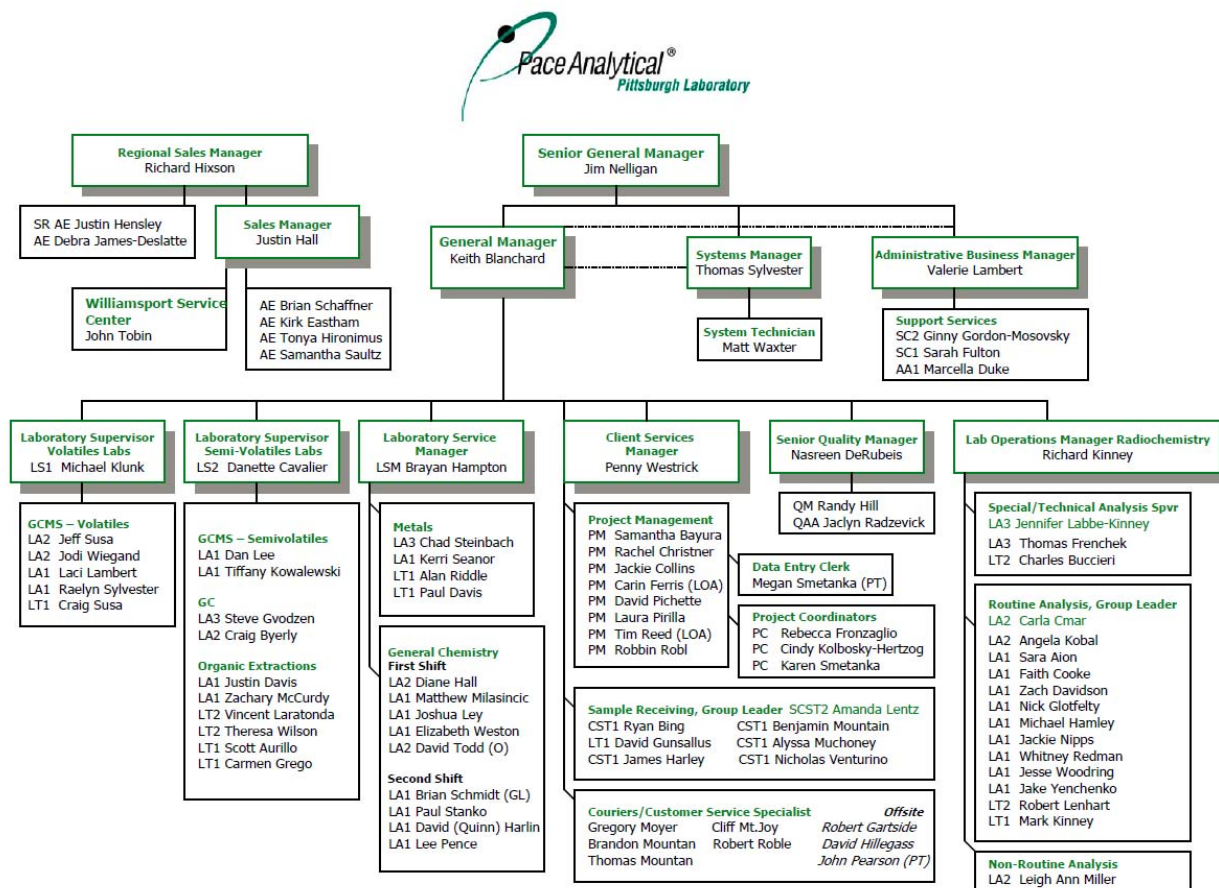 Pace Analytical®
Pittsburgh Laboratory
Regional Sales Manager
Richard Hixson
SR AE Justin Hensley
AE Debra James-Deslatte
Sales Manager
Justin Hall
Williamsport Service
Center
John Tobin
AE Brian Schaffner
AE Kirk Eastham
AE Tonya Hironimus
AE Samantha Saultz
Senior General Manager
Jim Nelligan
General Manager
Keith Blanchard
Systems Manager
Thomas Sylvester
Administrative Business Manager
Valerie Lambert
System Technician
Matt Waxter
Support Services
SC2 Ginny Gordon-Mosovsky
SC1 Sarah Fulton
AA1 Marcella Duke
Laboratory Supervisor
Volatiles Labs
LS1 Michael Klunk
GCMS – Volatiles
LA2 Jeff Susa
LA2 Jodi Wiegand
LA1 Laci Lambert
LA1 Raelyn Sylvester
LT1 Craig Susa
Laboratory Supervisor
Semi-Volatiles Labs
LS2 Danette Cavalier
GCMS – Semivolatiles
LA1 Dan Lee
LA1 Tiffany Kowalewski
GC
LA3 Steve Gvodzen
LA2 Craig Byerly
Organic Extractions
LA1 Justin Davis
LA1 Zachary McCurdy
LT2 Vincent Laratonda
LT2 Theresa Wilson
LT1 Scott Aurillo
LT1 Carmen Grego
Laboratory Service
Manager
LSM Brayan Hampton
Metals
LA3 Chad Steinbach
LA1 Kerri Seanor
LT1 Alan Riddle
LT1 Paul Davis
General Chemistry
First Shift
LA2 Diane Hall
LA1 Matthew Milasincic
LA1 Joshua Ley
LA1 Elizabeth Weston
LA2 David Todd (O)
Second Shift
LA1 Brian Schmidt (GL)
LA1 Paul Stanko
LA1 David (Quinn) Harlin
LA1 Lee Pence
Client Services
Manager
Penny Westrick
Project Management
PM Samantha Bayura
PM Rachel Christner
PM Jackie Collins
PM Carin Ferris (LOA)
PM David Pichette
PM Laura Pirilla
PM Tim Reed (LOA)
PM Robbin Robl
Data Entry Clerk
Megan Smetanka (PT)
Project Coordinators
PC Rebecca Fronzaglio
PC Cindy Kolbosky-Hertzog
PC Karen Smetanka
Sample Receiving, Group Leader SCST2 Amanda Lentz
CST1 Ryan Bing CST1 Benjamin Mountain
LT1 David Gunsallus CST1 Alyssa Muchoney
CST1 James Harley CST1 Nicholas Venturino
Couriers/Customer Service Specialist Offsite
Gregory Moyer Cliff Mt.Joy Robert Gartside
Brandon Mountan Robert Roble David Hillegass
Thomas Mountan John Pearson (PT)
Senior Quality Manager
Nasreen DeRubeis
QM Randy Hill
QAA Jaclyn Radzevick
Lab Operations Manager Radiochemistry
Richard Kinney
Special/Technical Analysis Spvr
LA3 Jennifer Labbe-Kinney
LA3 Thomas Frenchek
LT2 Charles Buccieri
Routine Analysis, Group Leader
LA2 Carla Cmar
LA2 Angela Kobal
LA1 Sara Aion
LA1 Faith Cooke
LA1 Zach Davidson
LA1 Nick Glotfelty
LA1 Michael Hamley
LA1 Jackie Nipps
LA1 Whitney Redman
LA1 Jesse Woodring
LA1 Jake Yenchenko
LT2 Robert Lenhart
LT1 Mark Kinney
Non-Routine Analysis
LA2 Leigh Ann Miller